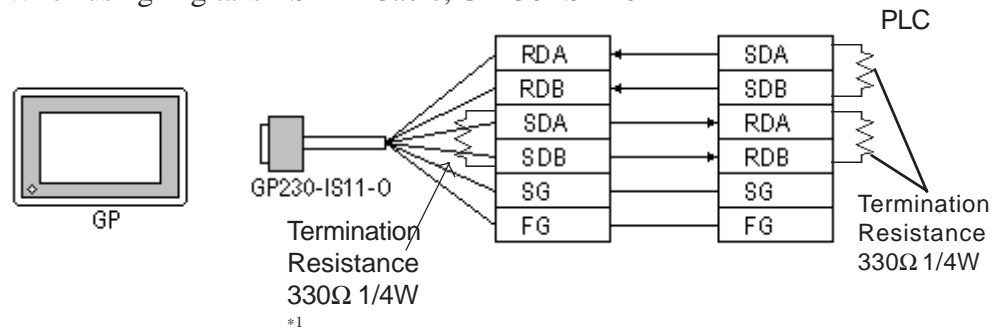 PLC
RDA SDA
RDB SDB
SDA RDA
SDB RDB
SG SG
FG FG
GP230-IS11-O
GP
Termination
Resistance
330Ω 1/4W
*1
Termination
Resistance
330Ω 1/4W